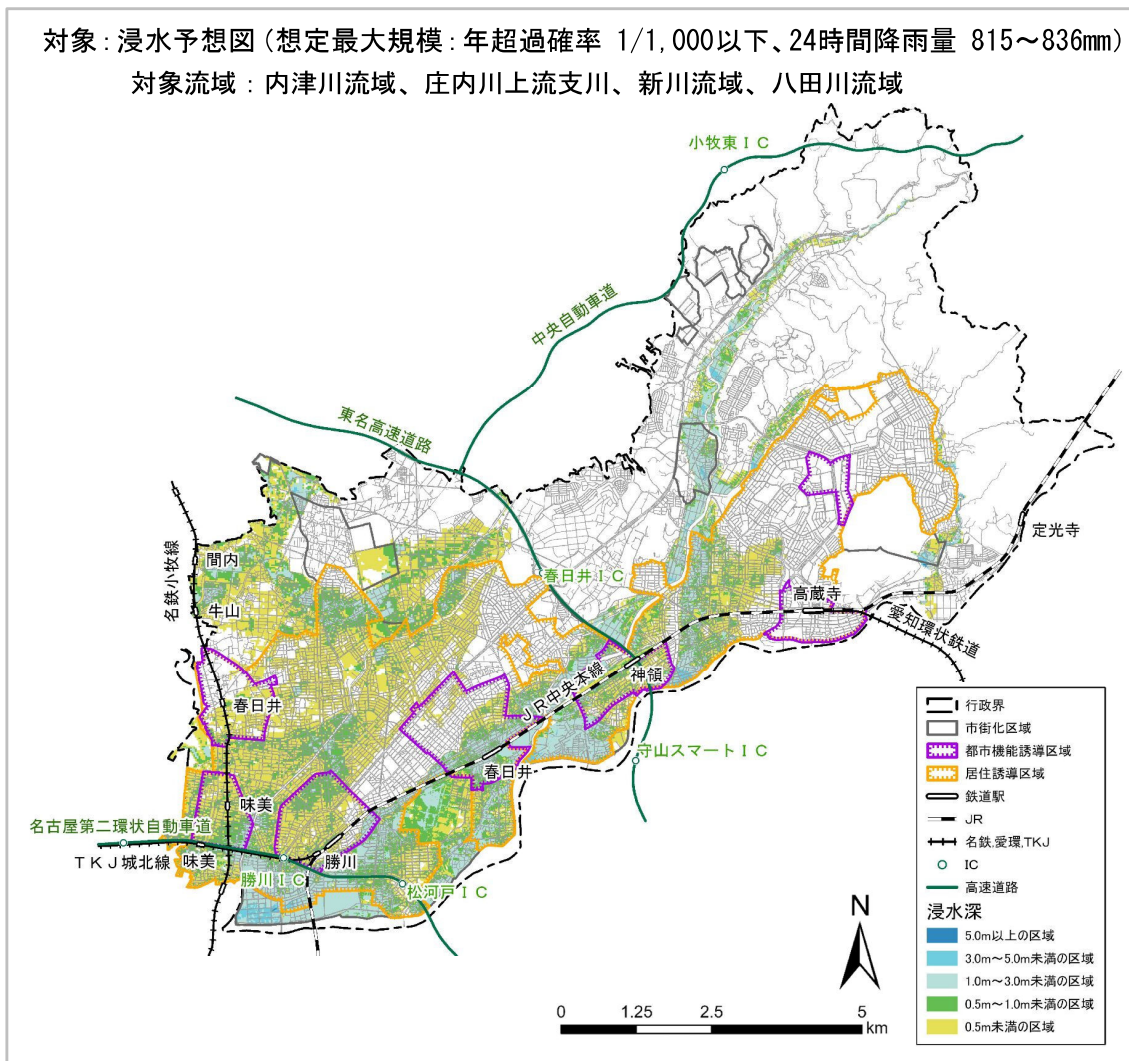 対象：浸水予想図（想定最大規模：年超過確率 1/1,000以下、24時間降雨量 815～836mm）
対象流域：内津川流域、庄内川上流支川、新川流域、八田川流域
小牧東ＩＣ
中央自動車道
東名高速道路
名鉄小牧線
間内
牛山
春日井ＩＣ
定光寺
高蔵寺
愛知環状鉄道
春日井
ＪＲ中央本線
神領
守山スマートＩＣ
春日井
味美
名古屋第二環状自動車道
ＴＫＪ城北線
味美
勝川ＩＣ
勝川
松河戸ＩＣ
行政界
市街化区域
都市機能誘導区域
居住誘導区域
鉄道駅
JR
名鉄,愛環,TKJ
IC
高速道路
浸水深
5.0m以上の区域
3.0m～5.0m未満の区域
1.0m～3.0m未満の区域
0.5m～1.0m未満の区域
0.5m未満の区域
N
0 1.25 2.5 5
km